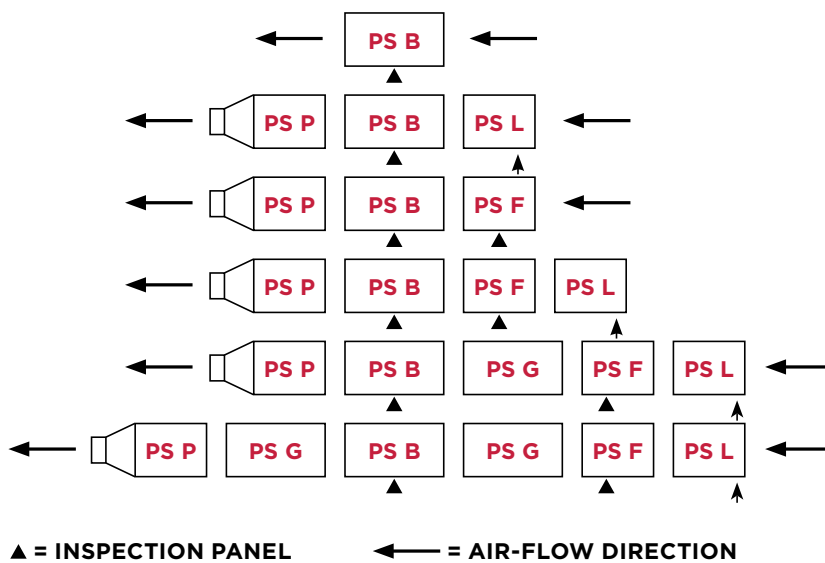 PS B
PS P PS B PS L
PS P PS B PS F
PS P PS B PS F PS L
PS P PS B PS G PS F PS L
PS P PS G PS B PS G PS F PS L
▲ = INSPECTION PANEL = AIR-FLOW DIRECTION